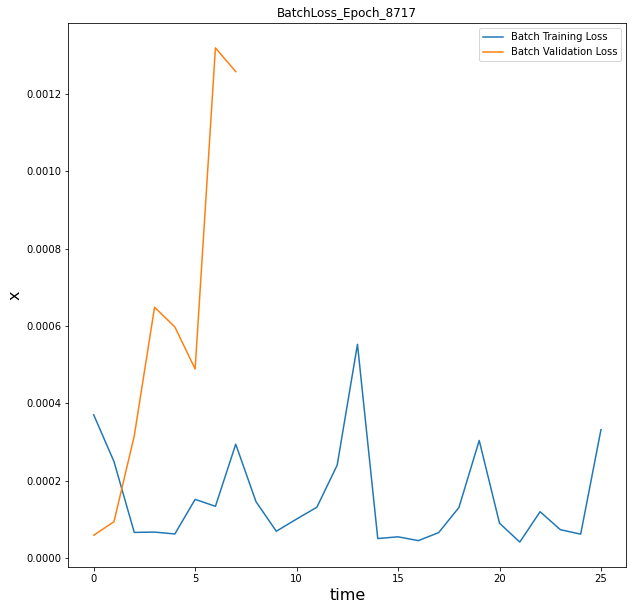 BatchLoss_Epoch_8717
Batch Training Loss
Batch Validation Loss
0.0012
0.0010
0.0008
0.0006
0.0004
0.0002
0.0000
x
0 5 10 15 20 25
time